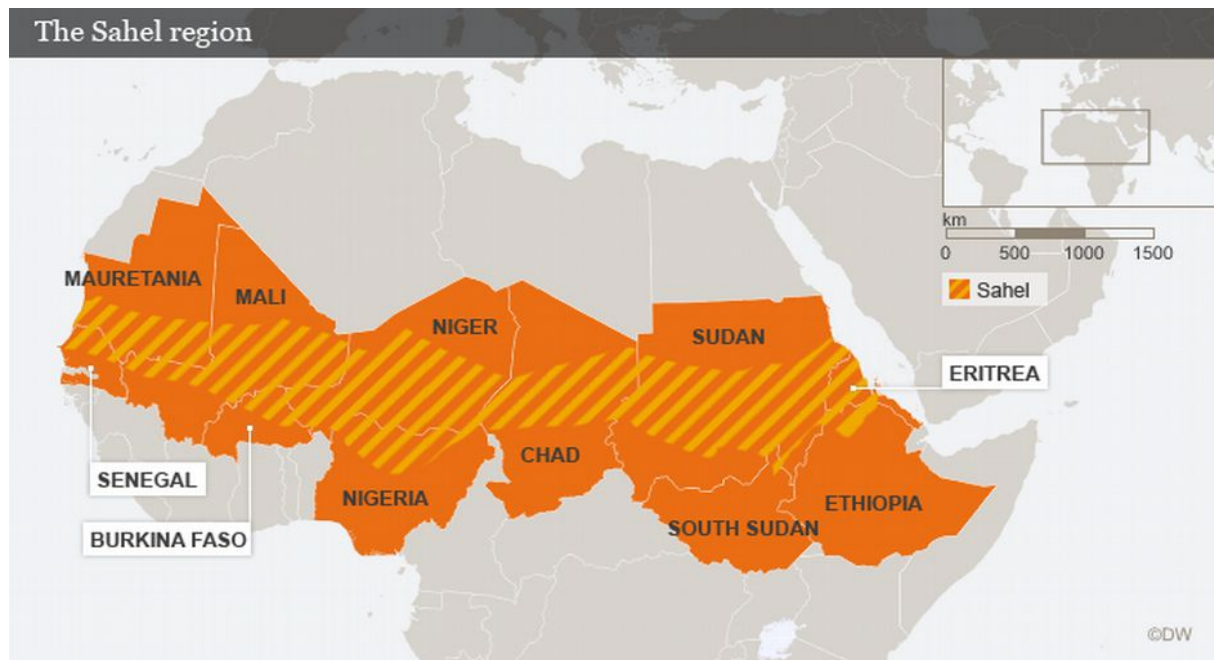 The Sahel region
km
0 500 1000 1500
Sahel
MAURETANIA
MALI
NIGER
SUDAN
ERITREA
CHAD
SENEGAL
NIGERIA
ETHIOPIA
SOUTH SUDAN
BURKINA FASO
©DW